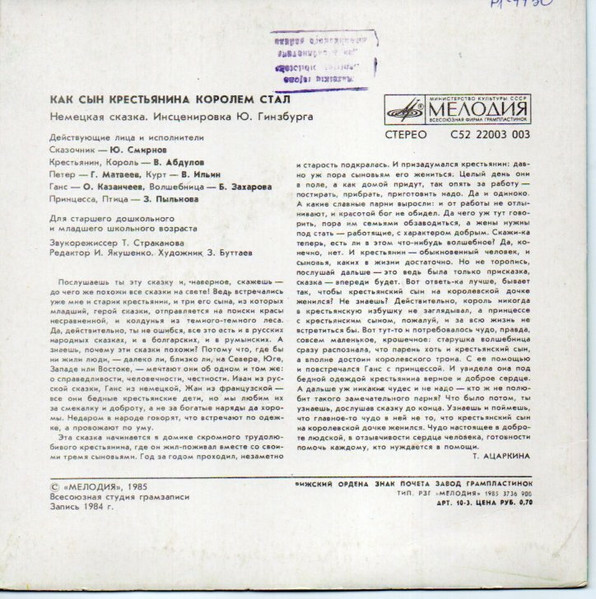 КАК СЫН КРЕСТЬЯНИНА КОРОЛЕМ СТАЛ
Немецкая сказка. Инсценировка Ю. Гинзбурга
МИНИСТЕРСТВО КУЛЬТУРЫ СССР
МЕЛОДИЯ
ВСЕСОЮЗНАЯ ФИРМА ГРАМПЛАСТИНОК
СТЕРЕО С52 22003 003
Действующие лица и исполнители
Сказочник — Ю. Смирнов
Крестьянин, Король — В. Абдулов
Петер — Г. Матвеев, Курт — В. Ильин
Ганс — О. Казанчеев, Волшебница — Б. Захарова
Принцесса, Птица — З. Пыльнова
Для старшего дошкольного
и младшего школьного возраста
Звукорежиссер Т. Страканова
Редактор И. Якушенко. Художник З. Буттаев
Послушаешь ты эту сказку и, наверное, скажешь —
до чего же похожи все сказки на свете! Ведь встречались
уже мне и старик крестьянин, и три его сына, из которых
младший, герой сказки, отправляется на поиски красы
несравненной, и колдунья из темного-темного леса.
Да, действительно, ты не ошибся, все это есть и в русских
народных сказках, и в болгарских, и в румынских. А
знаешь, почему эти сказки похожи? Потому что, где бы
ни жили люди, — далеко ли, близко ли, на Севере, Юге,
Западе или Востоке, — мечтают они об одном и том же:
о справедливости, человечности, честности. Иван из рус-
ской сказки, Ганс из немецкой, Жан из французской —
все они бедные крестьянские дети, но мы любим их
за смекалку и доброту, а не за богатые наряды да хоро-
мы. Недаром в народе говорят, что встречают по одеж-
ке, а провожают по уму.
Эта сказка начинается в домике скромного трудолю-
бивого крестьянина, где он жил-поживал вместе со свои-
ми тремя сыновьями. Год за годом проходил, незаметно
и старость подкралась. И призадумался крестьянин: дав-
но уж пора сыновьям его жениться. Целый день они
в поле, а как домой придут, так опять за работу —
постирать, прибрать, приготовить надо. Да и одиноко.
А какие славные парни выросли: и от работы не отлы-
нивают, и красотой бог не обидел. Да чего уж тут гово-
рить, пора им семьями обзаводиться, а жены нужны
под стать — работящие, с характером добрым. Скажи-ка
теперь, есть ли в этом что-нибудь волшебное? Да, ко-
нечно, нет. И крестьянин — обыкновенный человек, и
сыновья, каких в жизни достаточно. Но не торопись,
послушай дальше — это ведь была только присказка,
сказка — впереди будет. Вот ответь-ка лучше, бывает
так, чтобы крестьянский сын на королевской дочке
женился? Не знаешь? Действительно, король никогда
в крестьянскую избушку не заглядывал, а принцессе
с крестьянским сыном, пожалуй, и за всю жизнь не
встретиться бы. Вот тут-то и потребовалось чудо, правда,
совсем маленькое, крошечное: старушка волшебница
сразу распознала, что парень хоть и крестьянский сын,
а вполне достоин королевского трона. С ее помощью
и повстречался Ганс с принцессой. И увидела она под
бедной одеждой крестьянина верное и доброе сердце.
А дальше уж никаких чудес и не надо — кто ж не полю-
бит такого замечательного парня? Что было потом, ты
узнаешь, дослушав сказку до конца. Узнаешь и поймешь,
что главное-то чудо в ней не то, что крестьянский сын
на королевской дочке женился. Чудо настоящее в добро-
те людской, в отзывчивости сердца человека, готовности
помочь каждому, кто нуждается в помощи.
Т. АЦАРКИНА
© «МЕЛОДИЯ», 1985
Всесоюзная студия грамзаписи
Запись 1984 г.
РИЖСКИЙ ОРДЕНА ЗНАК ПОЧЕТА ЗАВОД ГРАМПЛАСТИНОК
ТИП. РЗГ «МЕЛОДИЯ» 1985 3736 900
АРТ. 10-3. ЦЕНА РУБ. 0,70